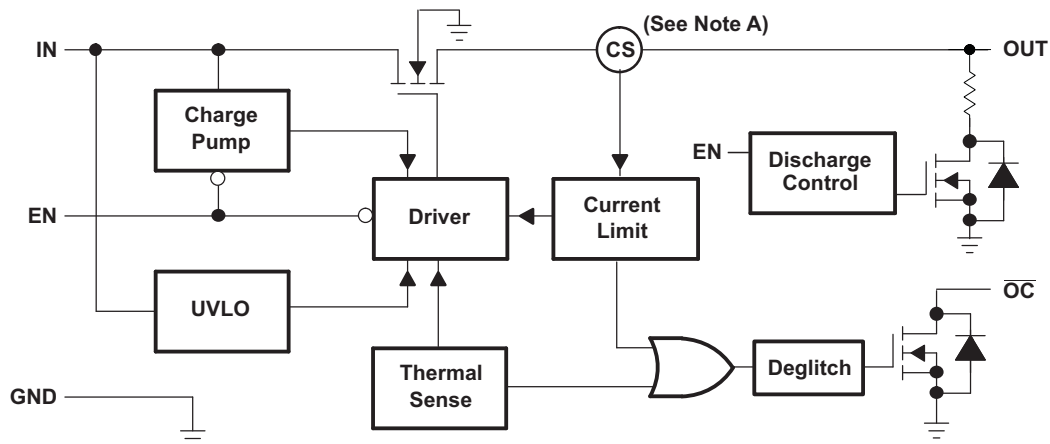 (See Note A)
IN
CS
OUT
Charge
Pump
EN
Discharge
Control
EN
Driver
Current
Limit
UVLO
OC
Thermal
Sense
Deglitch
GND